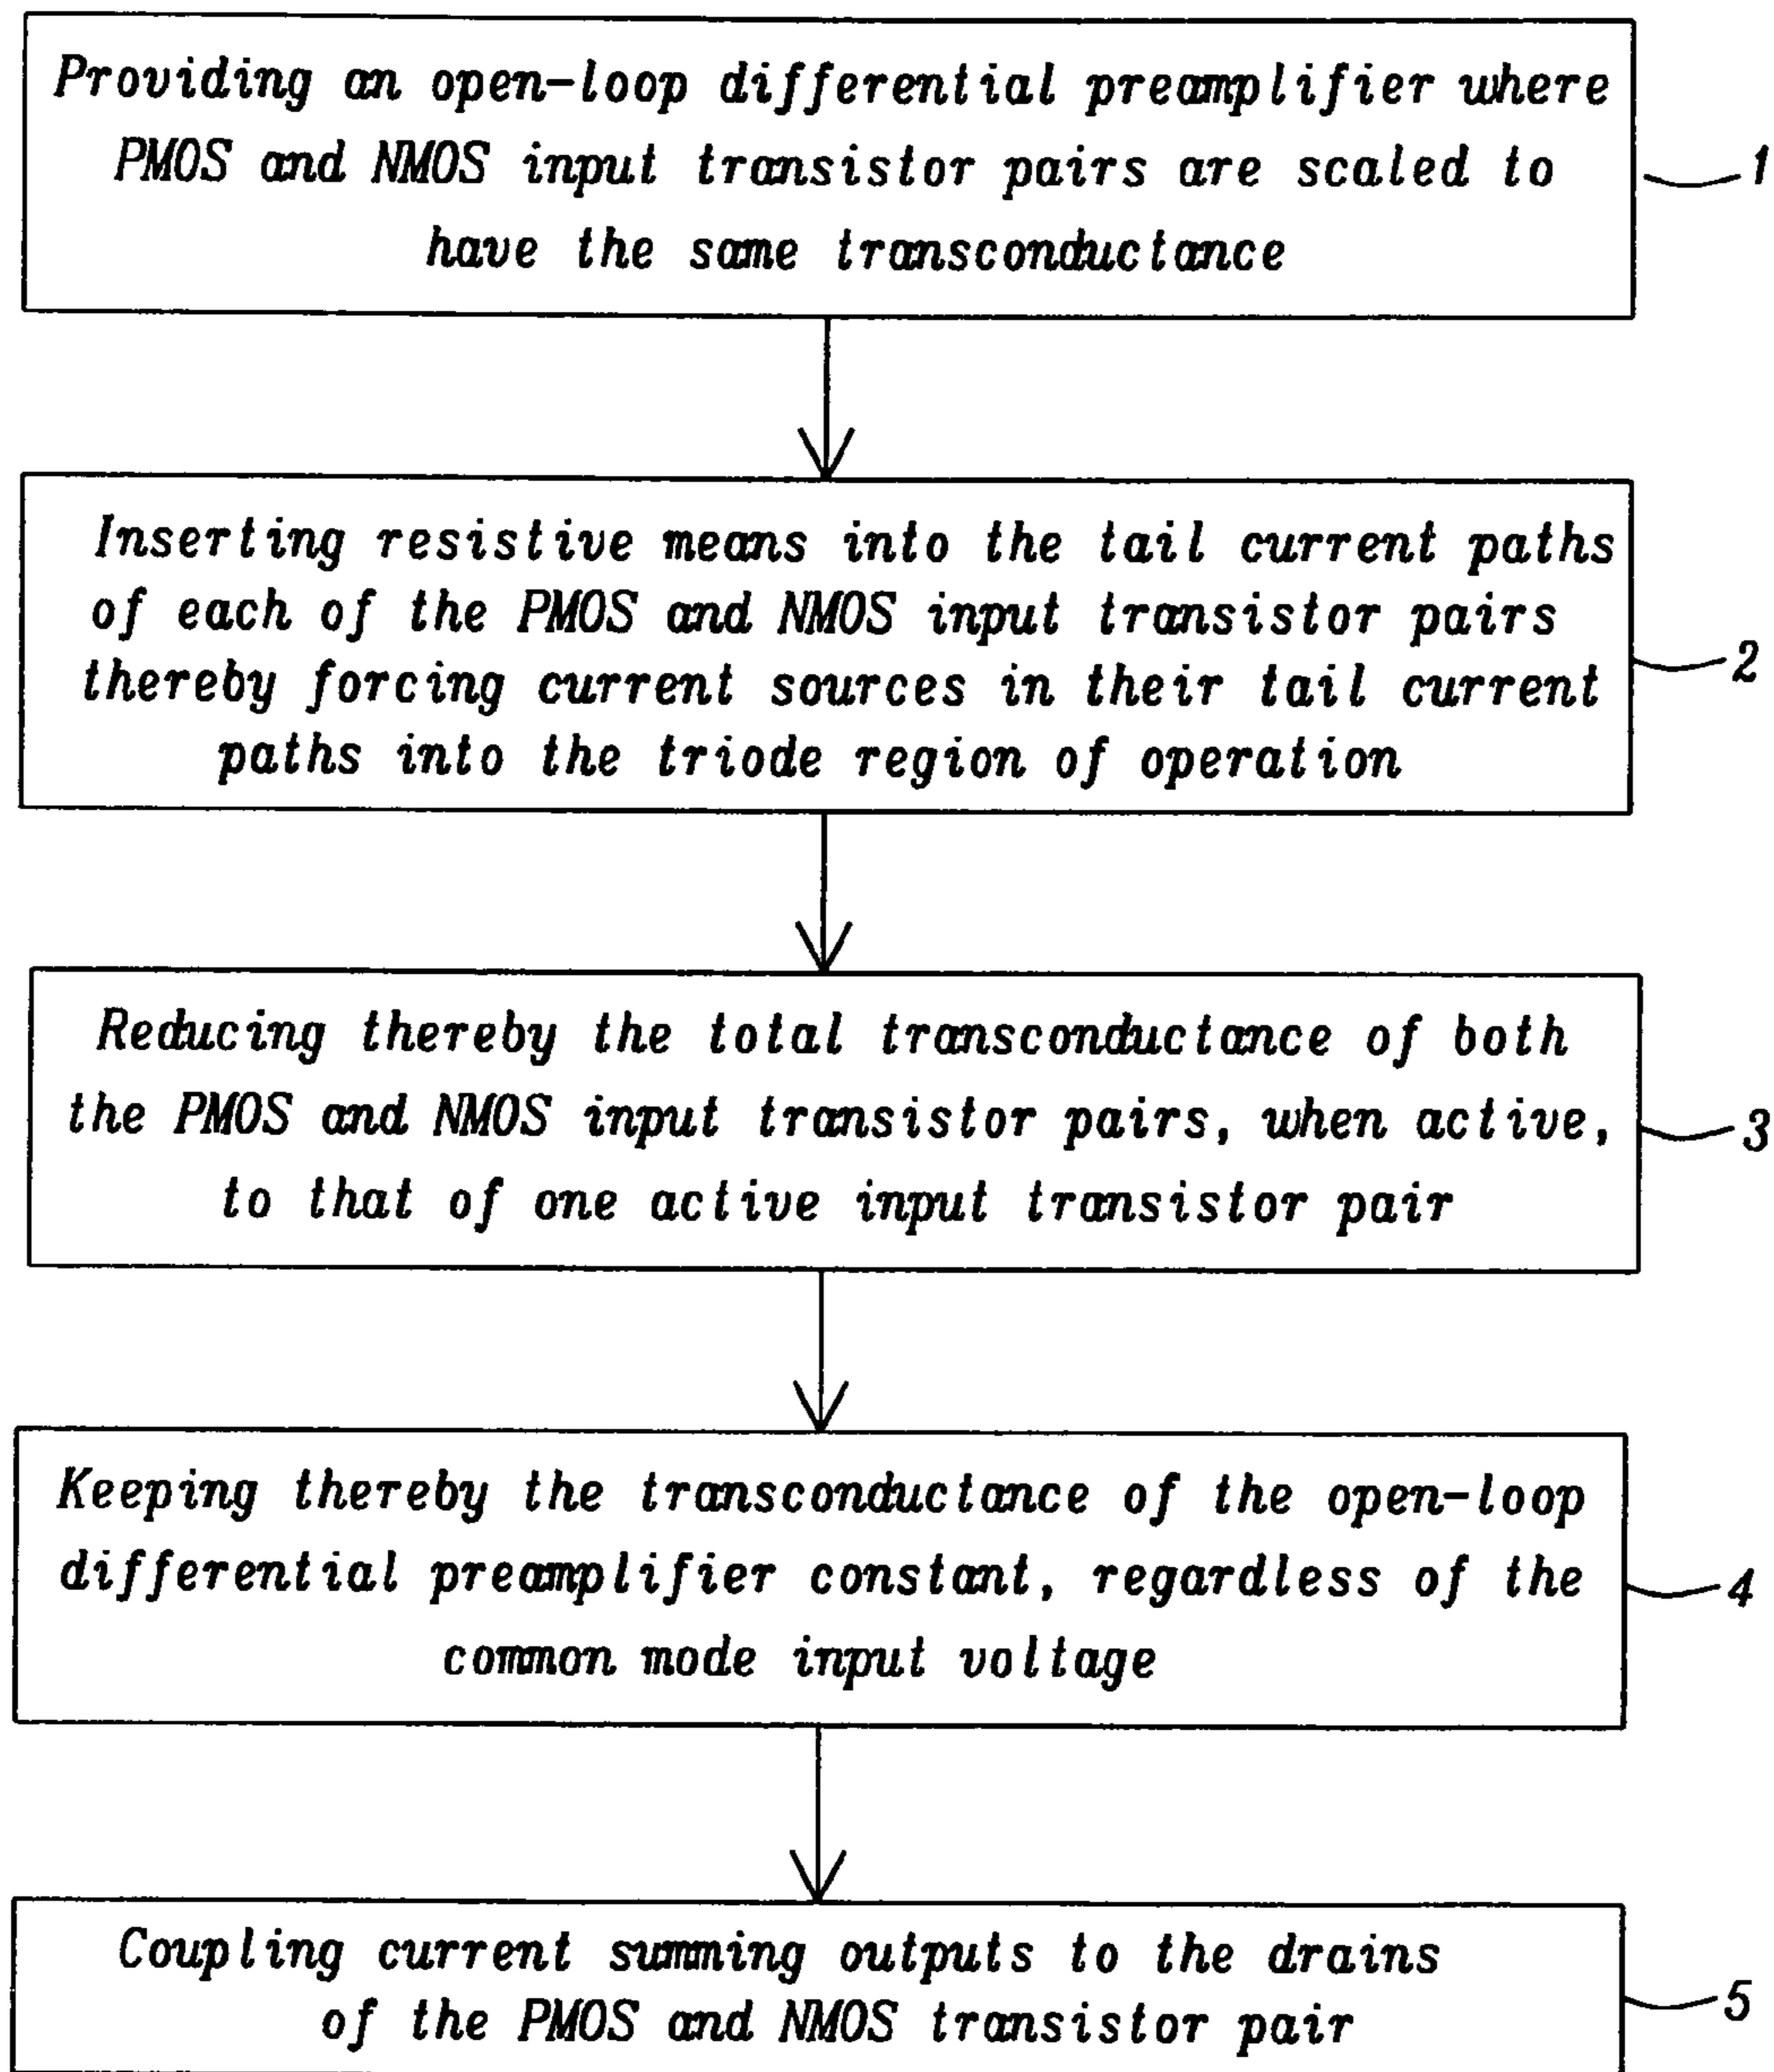 Providing an open-loop differential preamplifier where
PMOS and NMOS input transistor pairs are scaled to
have the same transconductance
1
Inserting resistive means into the tail current paths
of each of the PMOS and NMOS input transistor pairs
thereby forcing current sources in their tail current
paths into the triode region of operation
2
Reducing thereby the total transconductance of both
the PMOS and NMOS input transistor pairs, when active,
to that of one active input transistor pair
3
Keeping thereby the transconductance of the open-loop
differential preamplifier constant, regardless of the
common mode input voltage
4
Coupling current summing outputs to the drains
of the PMOS and NMOS transistor pair
5